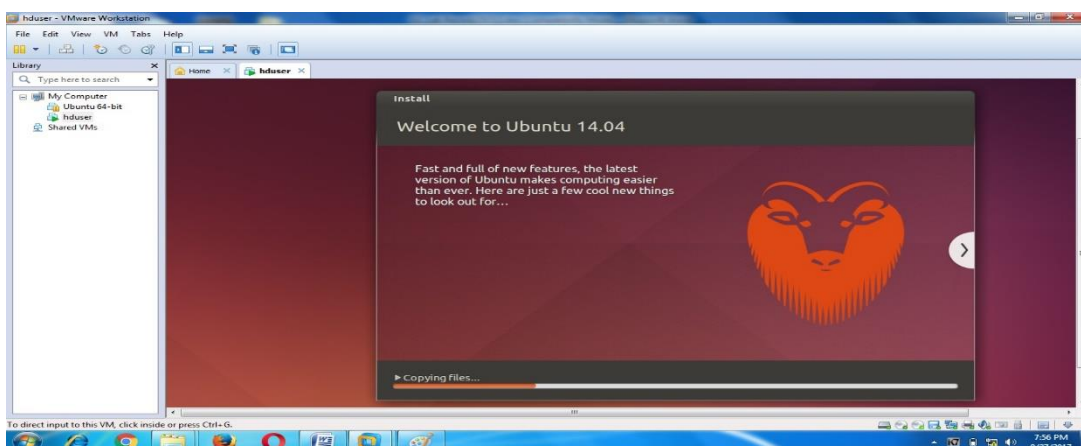 hduser - VMware Workstation
File Edit View VM Tabs Help
Library
Type here to search
My Computer
Ubuntu 64-bit
hduser
Shared VMs
Home
hduser
Install
Welcome to Ubuntu 14.04
Fast and full of new features, the latest
version of Ubuntu makes computing easier
than ever. Here are just a few cool new things
to look out for...
Copying files...
To direct input to this VM, click inside or press Ctrl+G.
7:56 PM